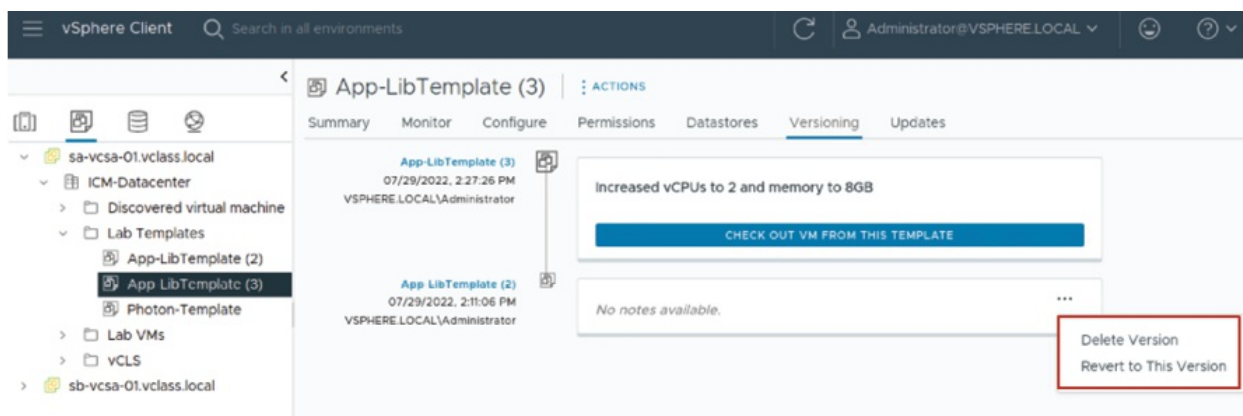 vSphere Client
Search in all environments
Administrator@VSPHERE.LOCAL
App-LibTemplate (3)
ACTIONS
Summary Monitor Configure Permissions Datastores Versioning Updates
sa-vcsa-01.vclass.local
ICM-Datacenter
Discovered virtual machine
Lab Templates
App-LibTemplate (2)
App LibTemplate (3)
Photon-Template
Lab VMs
vCLS
sb-vcsa-01.vclass.local
App-LibTemplate (3)
07/29/2022, 2:27:26 PM
VSPHERE.LOCAL\Administrator
Increased vCPUs to 2 and memory to 8GB
CHECK OUT VM FROM THIS TEMPLATE
App LibTemplate (2)
07/29/2022, 2:11:06 PM
VSPHERE.LOCAL\Administrator
No notes available.
...
Delete Version
Revert to This Version